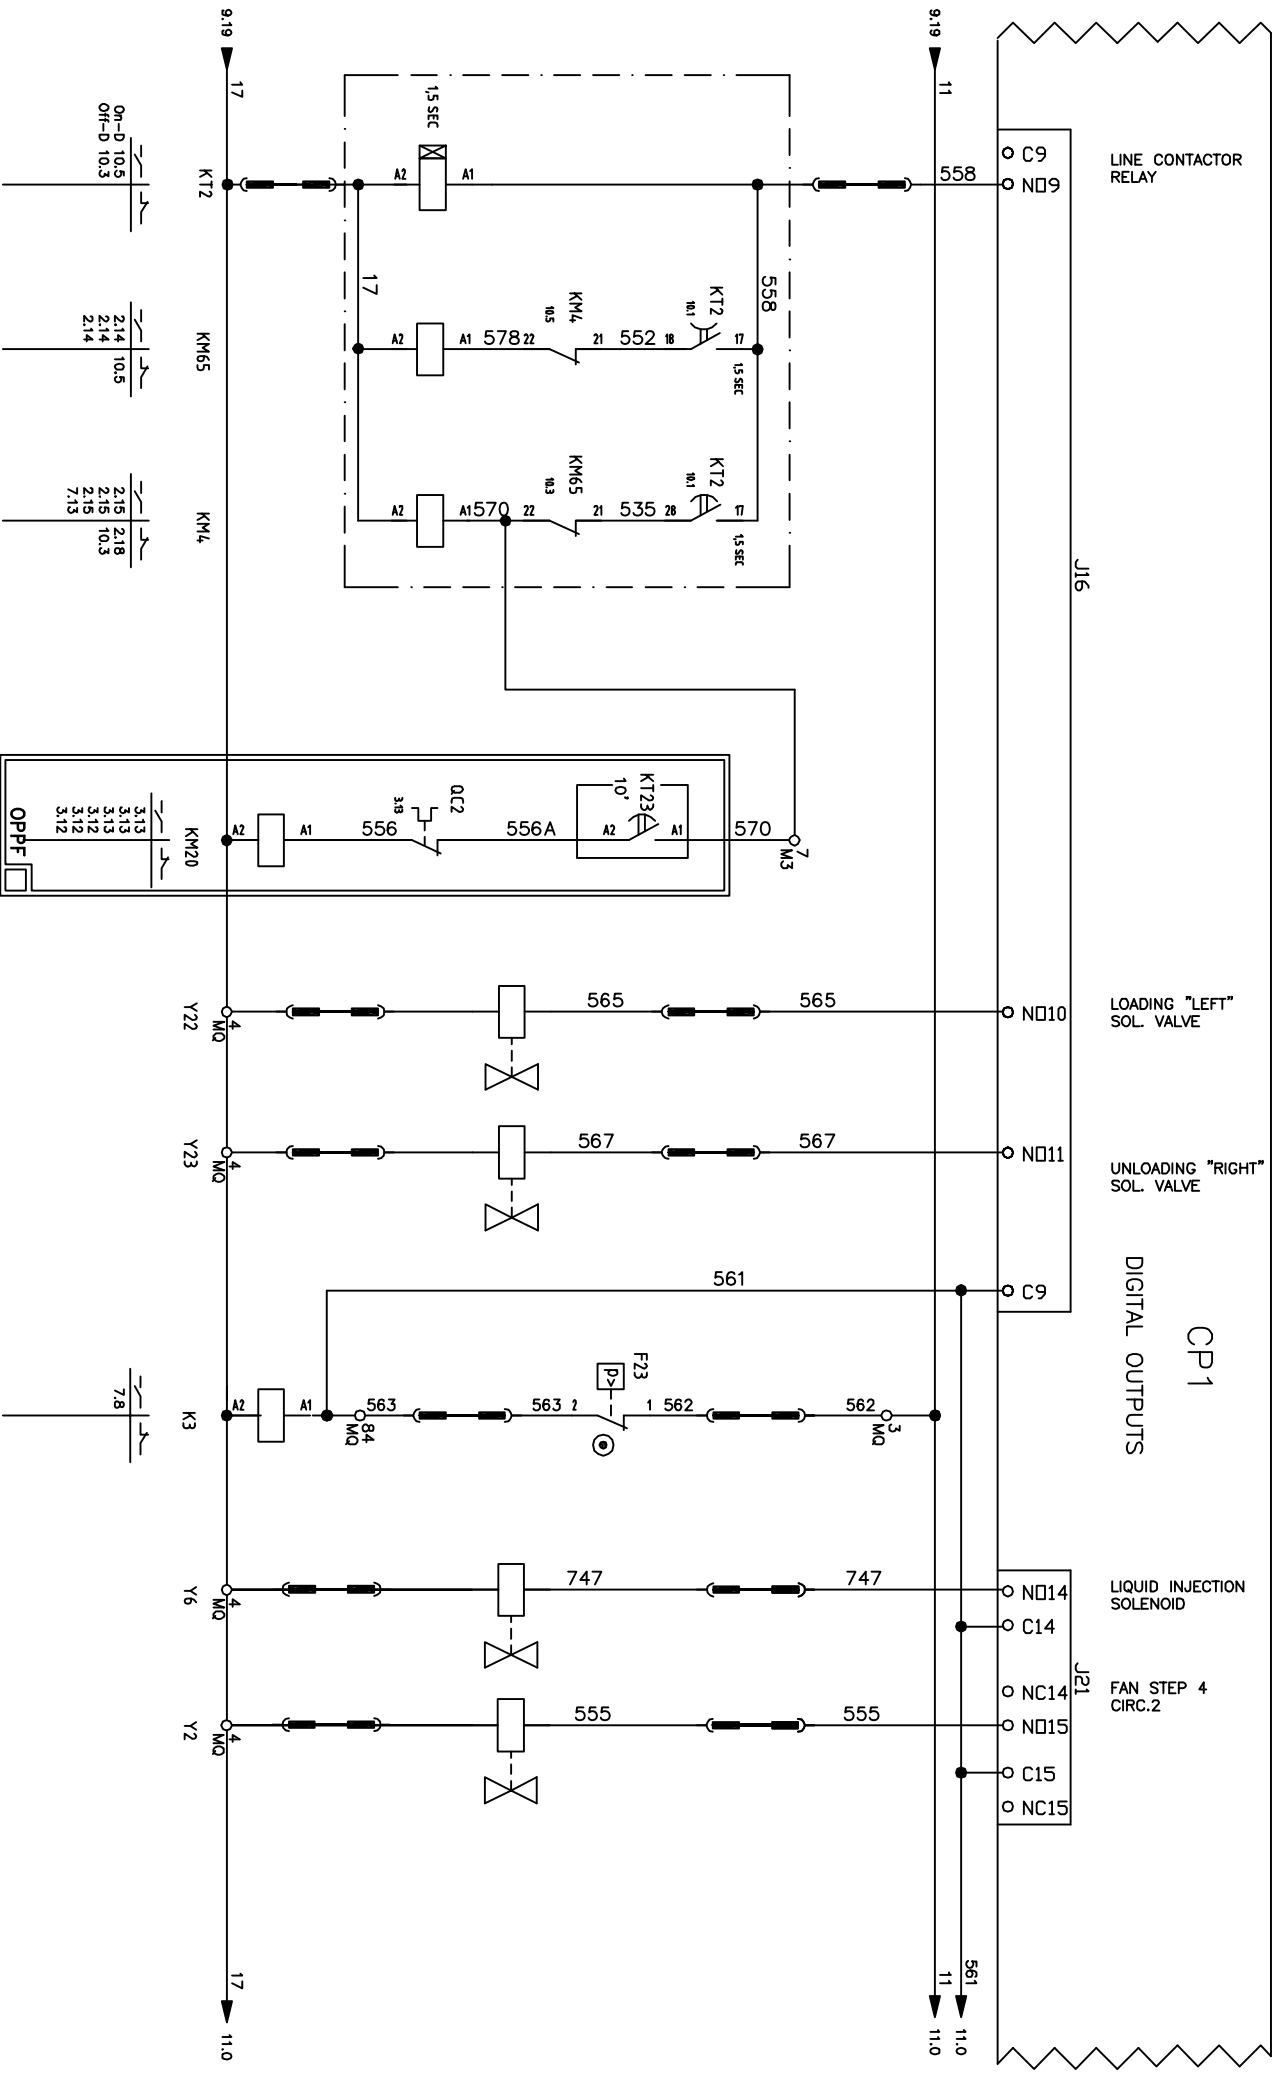 9.19
9.19
17
11
C9
NO9
LINE CONTACTOR
RELAY
558
1,5 SEC
A2
A1
KT2
On-D 10.5
Off-D 10.3
17
558
KT2
10.1
17
18
1,5 SEC
552
KM4
10.5
21
22
578
A1
A2
KM65
2.14
2.14
2.14
10.5
KT2
10.1
17
28
1,5 SEC
535
KM65
10.3
21
22
570
A1
A2
KM4
2.15
2.15
2.15
7.13
2.18
10.3
J16
7
M3
570
KT23
10'
A1
A2
556A
QC2
3.13
556
A1
A2
KM20
3.13
3.13
3.13
3.12
3.12
3.12
OPPF
NO10
LOADING "LEFT"
SOL. VALVE
565
565
4
MQ
Y22
NO11
UNLOADING "RIGHT"
SOL. VALVE
567
567
4
MQ
Y23
DIGITAL OUTPUTS
CP1
C9
561
3
MQ
562
562
1
F23
P>
2
563
563
84
MQ
A1
A2
K3
7.8
NO14
LIQUID INJECTION
SOLENOID
747
747
4
MQ
Y6
C14
J21
NC14
FAN STEP 4
CIRC.2
NO15
555
555
4
MQ
Y2
C15
NC15
17
11
561
11.0
11.0
11.0